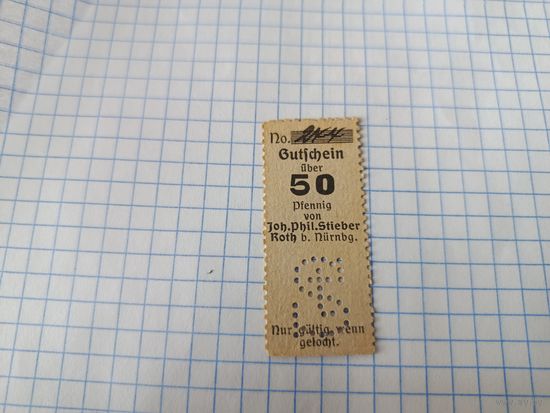 No.
Gutschein
über
50
Pfennig
von
Joh. Phil. Stieber
Roth b. Nürnbg.
Nur gültig wenn
gelocht.